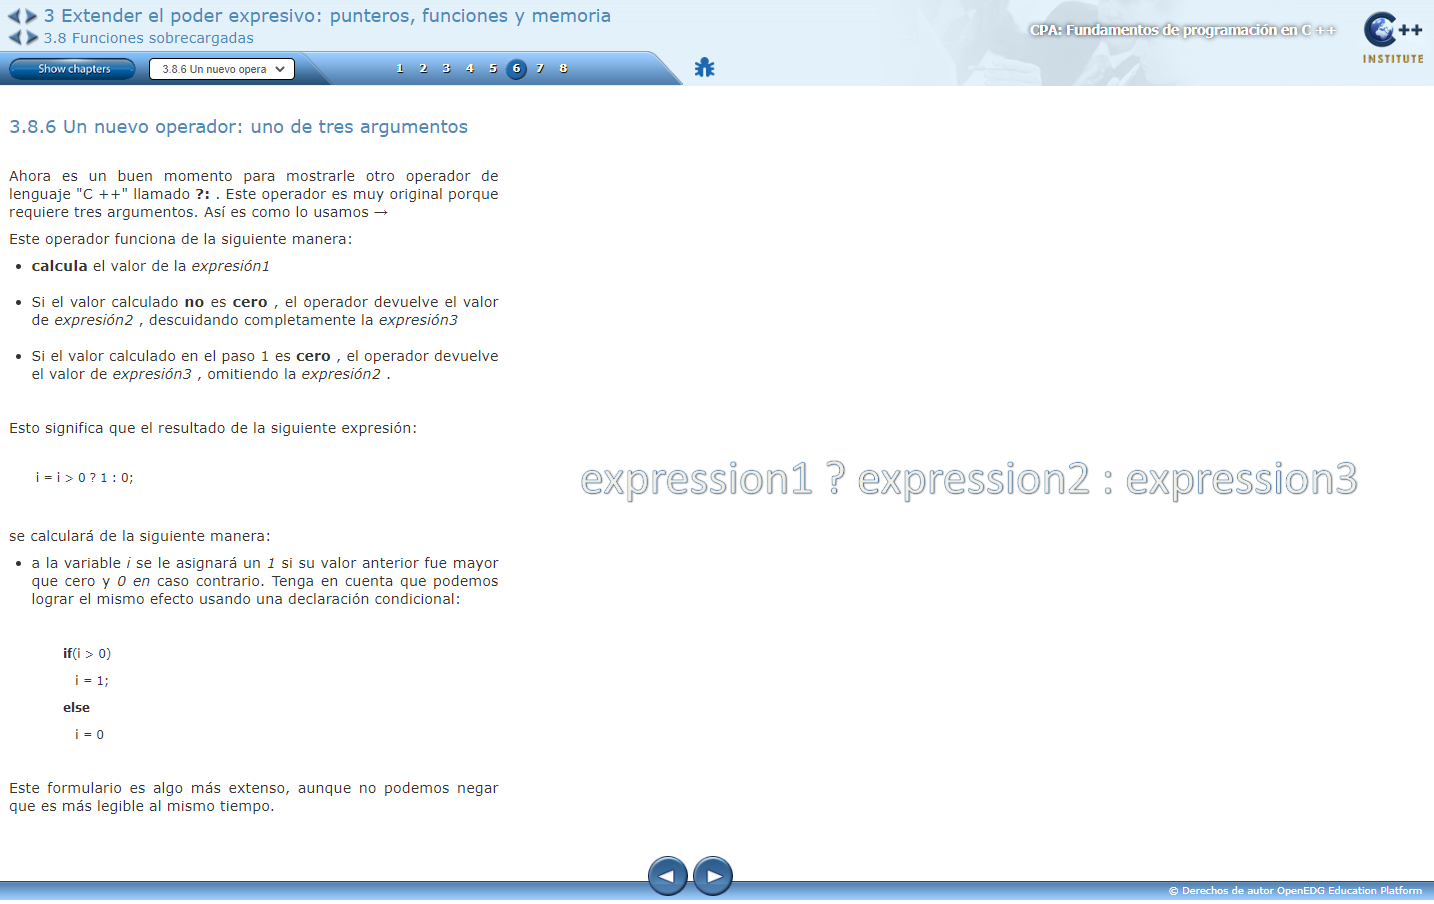 3 Extender el poder expresivo: punteros, funciones y memoria
3.8 Funciones sobrecargadas
CPA: Fundamentos de programación en C ++
C++
INSTITUTE
Show chapters
3.8.6 Un nuevo opera
1 2 3 4 5 6 7 8
3.8.6 Un nuevo operador: uno de tres argumentos
Ahora es un buen momento para mostrarle otro operador de
lenguaje "C ++" llamado ?: . Este operador es muy original porque
requiere tres argumentos. Así es como lo usamos →
Este operador funciona de la siguiente manera:
• calcula el valor de la expresión1
• Si el valor calculado no es cero , el operador devuelve el valor
de expresión2 , descuidando completamente la expresión3
• Si el valor calculado en el paso 1 es cero , el operador devuelve
el valor de expresión3 , omitiendo la expresión2 .
Esto significa que el resultado de la siguiente expresión:
i = i > 0 ? 1 : 0;
expression1 ? expression2 : expression3
se calculará de la siguiente manera:
• a la variable i se le asignará un 1 si su valor anterior fue mayor
que cero y 0 en caso contrario. Tenga en cuenta que podemos
lograr el mismo efecto usando una declaración condicional:
if(i > 0)
i = 1;
else
i = 0
Este formulario es algo más extenso, aunque no podemos negar
que es más legible al mismo tiempo.
© Derechos de autor OpenEDG Education Platform